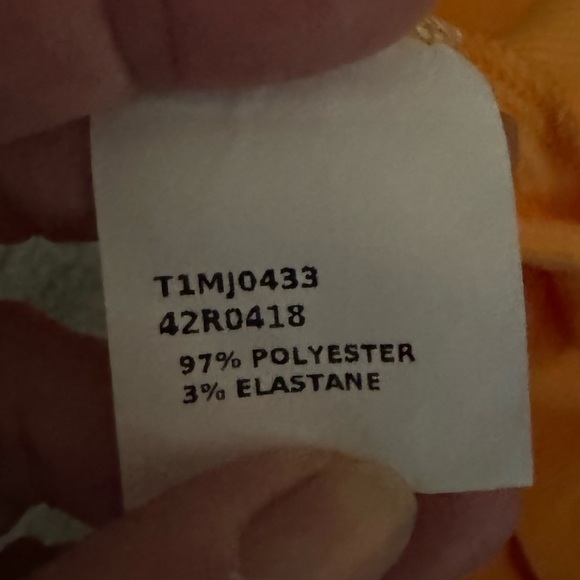 T1MJ0433
42R0418
97% POLYESTER
3% ELASTANE